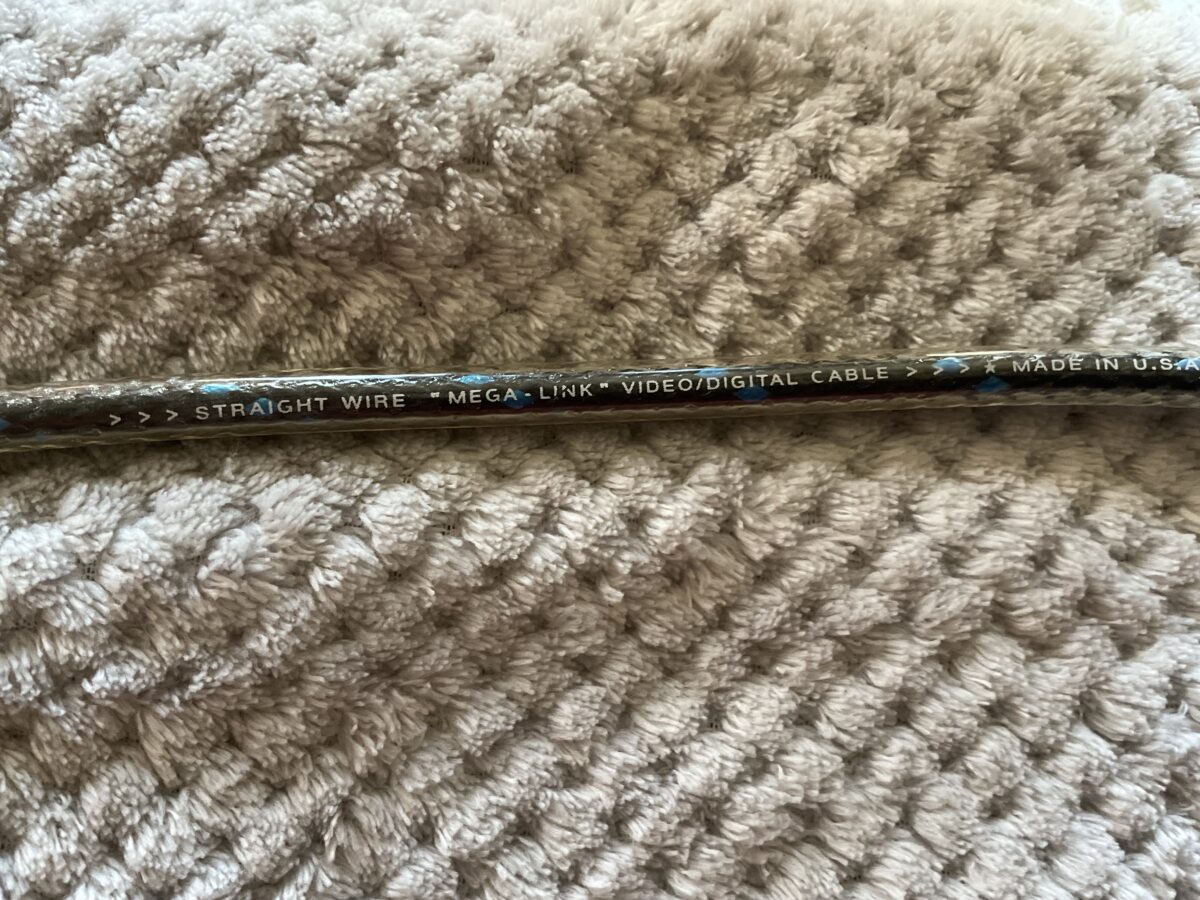 > > > STRAIGHT WIRE "MEGA-LINK" VIDEO/DIGITAL CABLE > > > ★ MADE IN U.S.A